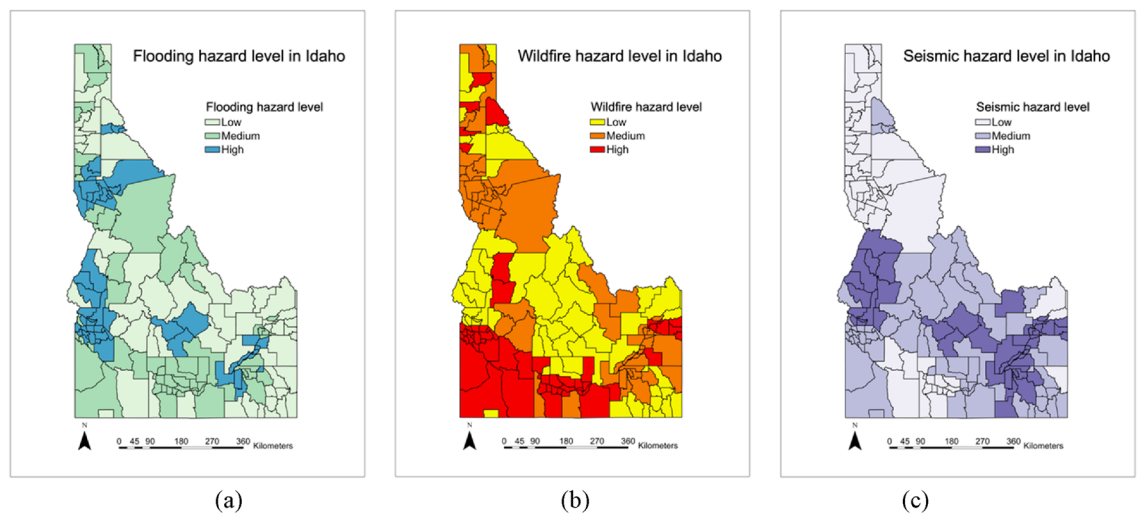 Flooding hazard level in Idaho
Flooding hazard level
Low
Medium
High
N
0 45 90 180 270 360 Kilometers
(a)
Wildfire hazard level in Idaho
Wildfire hazard level
Low
Medium
High
N
0 45 90 180 270 360 Kilometers
(b)
Seismic hazard level in Idaho
Seismic hazard level
Low
Medium
High
N
0 45 90 180 270 360 Kilometers
(c)